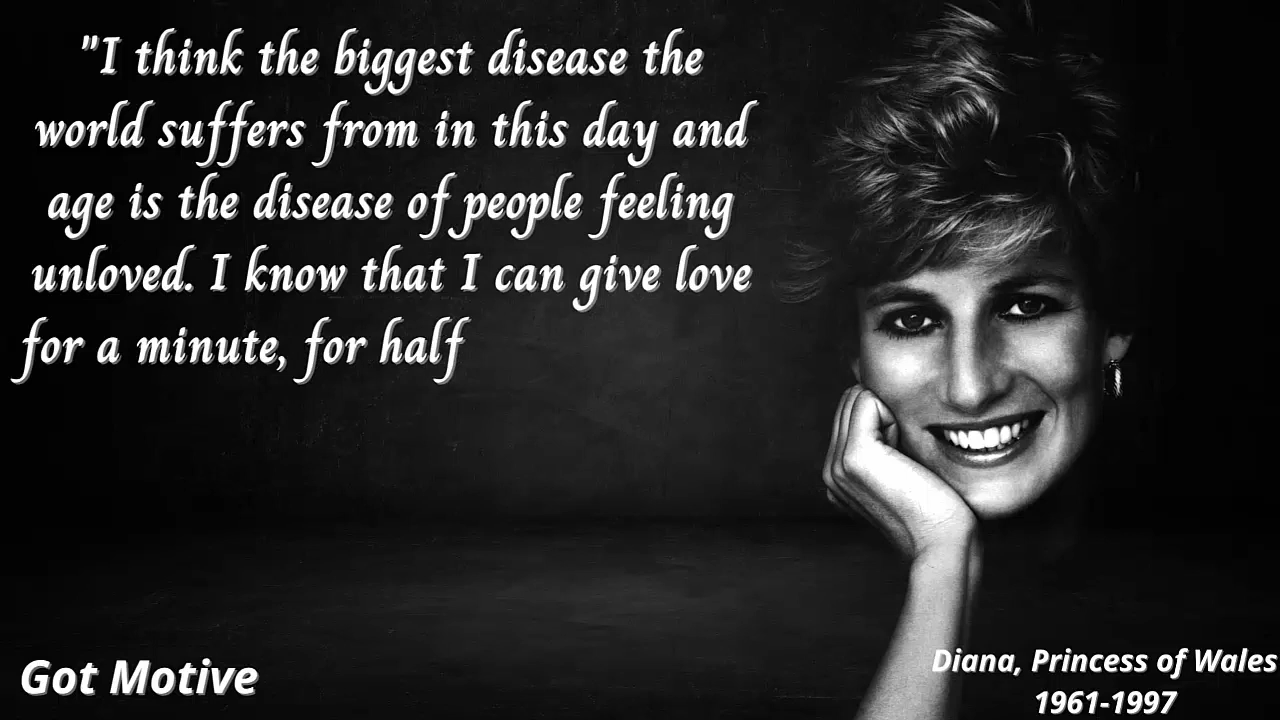 "I think the biggest disease the
world suffers from in this day and
age is the disease of people feeling
unloved. I know that I can give love
for a minute, for half
Got Motive
Diana, Princess of Wales
1961-1997